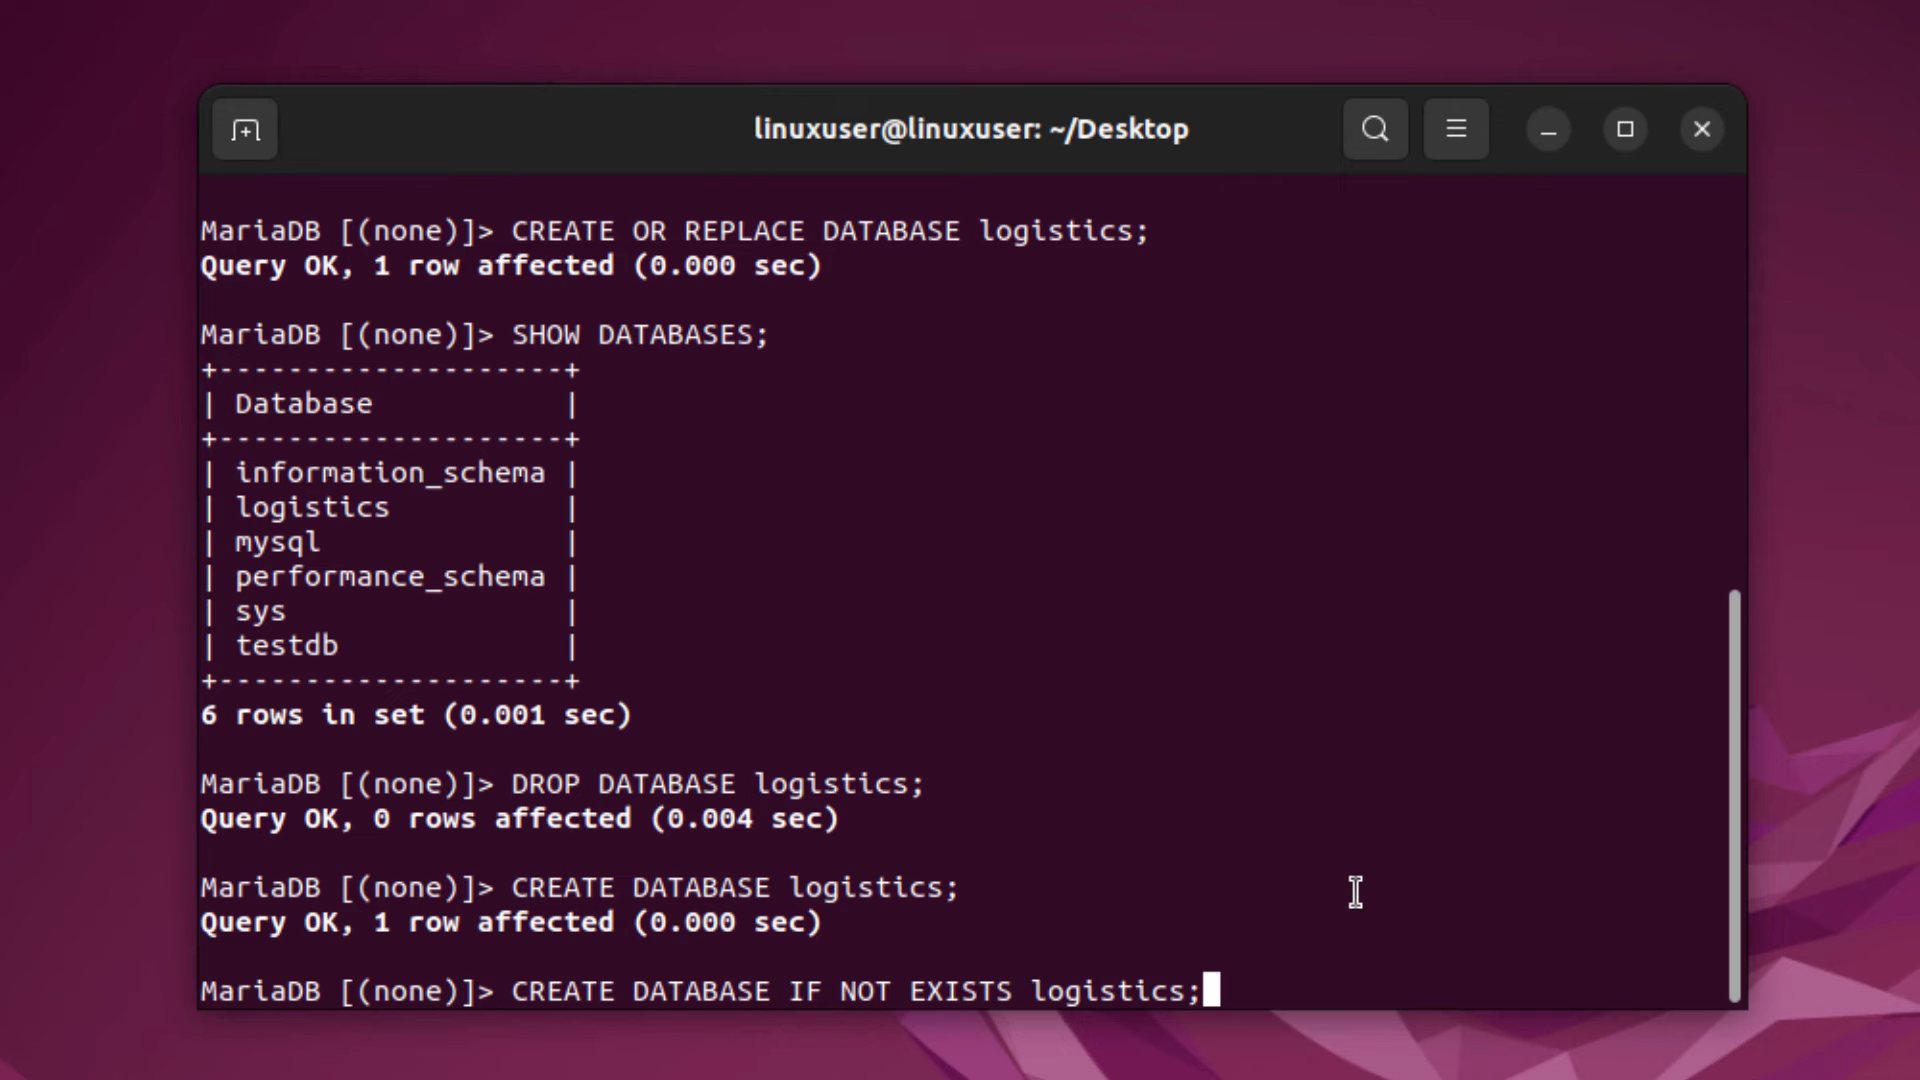 linuxuser@linuxuser: ~/Desktop
MariaDB [(none)]> CREATE OR REPLACE DATABASE logistics;
Query OK, 1 row affected (0.000 sec)
MariaDB [(none)]> SHOW DATABASES;
+--------------------+
| Database           |
+--------------------+
| information_schema |
| logistics          |
| mysql              |
| performance_schema |
| sys                |
| testdb             |
+--------------------+
6 rows in set (0.001 sec)
MariaDB [(none)]> DROP DATABASE logistics;
Query OK, 0 rows affected (0.004 sec)
MariaDB [(none)]> CREATE DATABASE logistics;
Query OK, 1 row affected (0.000 sec)
MariaDB [(none)]> CREATE DATABASE IF NOT EXISTS logistics;